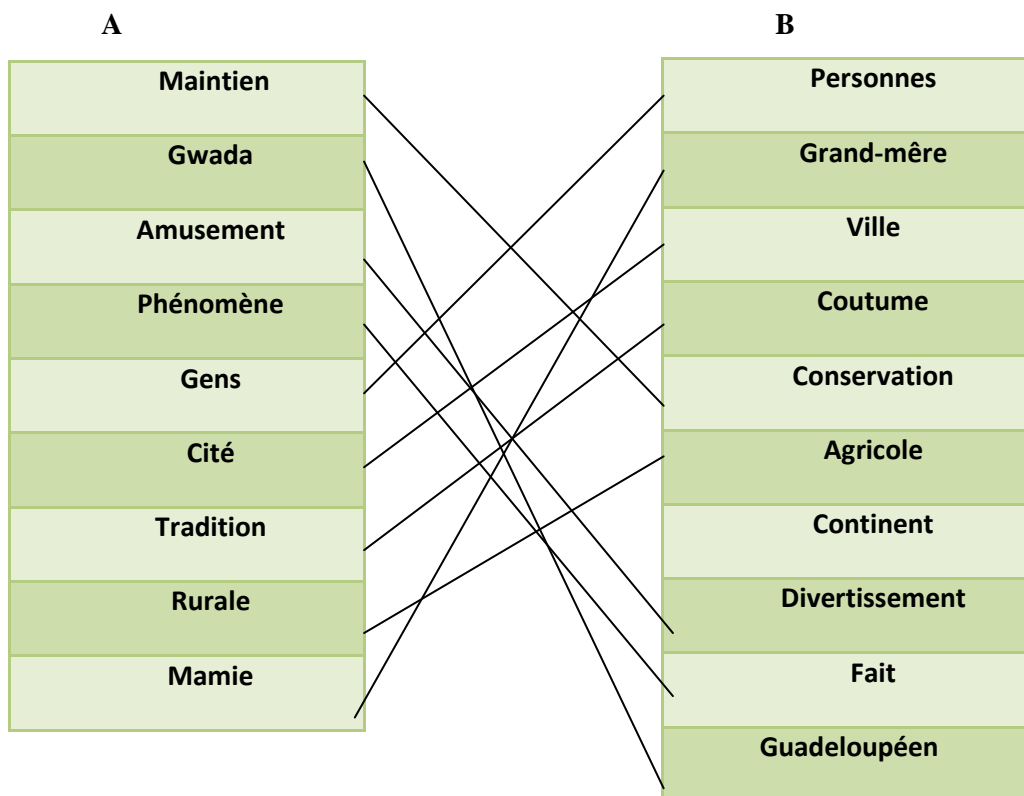 A
B
Maintien
Gwada
Amusement
Phénomène
Gens
Cité
Tradition
Rurale
Mamie
Personnes
Grand-mêre
Ville
Coutume
Conservation
Agricole
Continent
Divertissement
Fait
Guadeloupéen